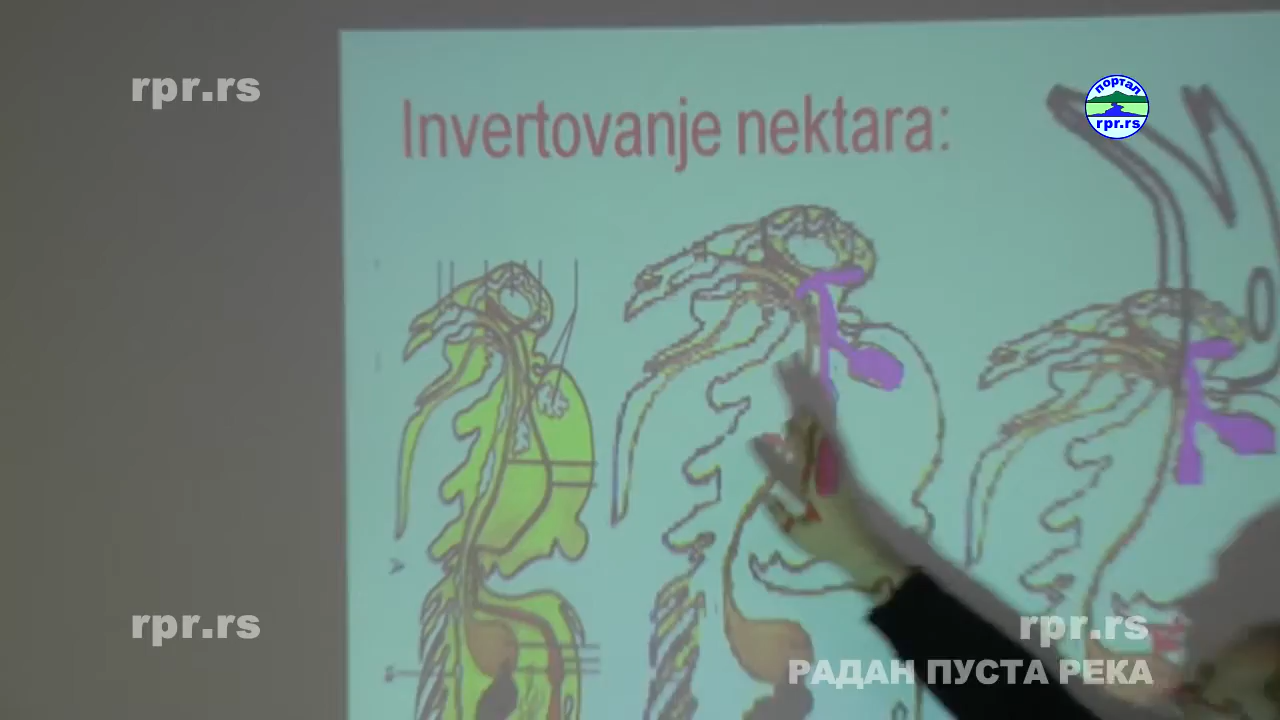 rpr.rs
портал
rpr.rs
Invertovanje nektara:
A
rpr.rs
rpr.rs
РАДАН ПУСТА РЕКА